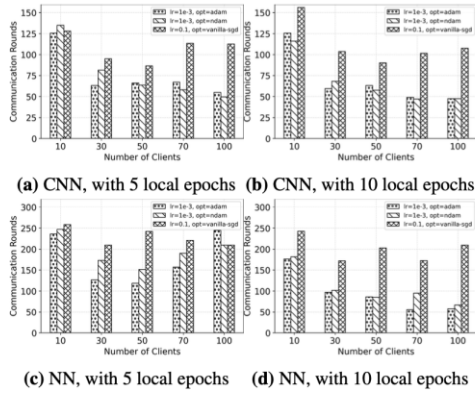 150
125
100
75
50
25
0
Communication Rounds
lr=1e-3, opt=adam
lr=1e-3, opt=ndam
lr=0.1, opt=vanilla-sgd
10 30 50 70 100
Number of Clients
(a) CNN, with 5 local epochs
150
125
100
75
50
25
0
Communication Rounds
lr=1e-3, opt=adam
lr=1e-3, opt=ndam
lr=0.1, opt=vanilla-sgd
10 30 50 70 100
Number of Clients
(b) CNN, with 10 local epochs
300
250
200
150
100
50
0
Communication Rounds
lr=1e-3, opt=adam
lr=1e-3, opt=ndam
lr=0.1, opt=vanilla-sgd
10 30 50 70 100
Number of Clients
(c) NN, with 5 local epochs
300
250
200
150
100
50
0
Communication Rounds
lr=1e-3, opt=adam
lr=1e-3, opt=ndam
lr=0.1, opt=vanilla-sgd
10 30 50 70 100
Number of Clients
(d) NN, with 10 local epochs